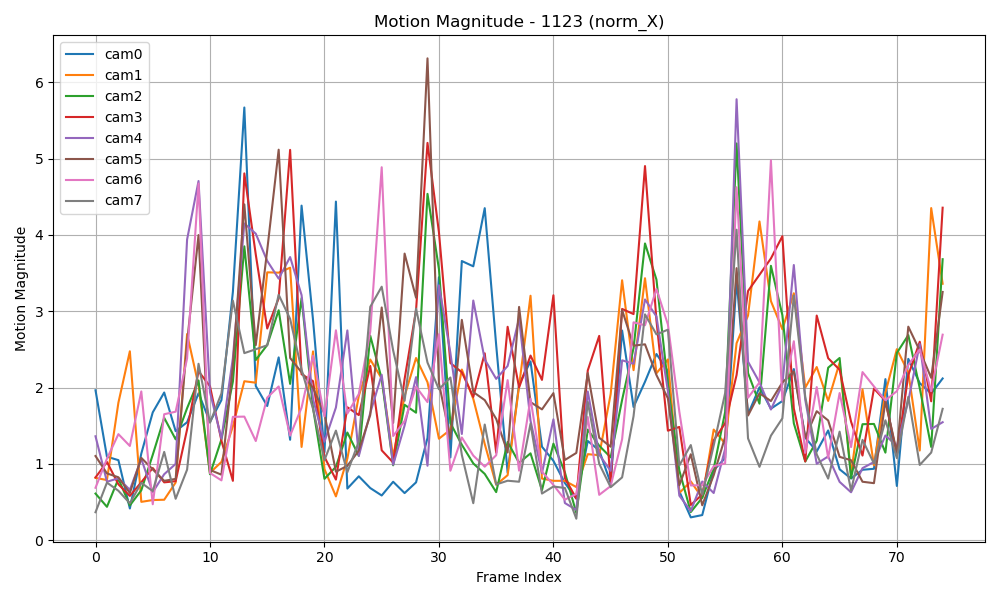 Motion Magnitude - 1123 (norm_X)
cam0
cam1
cam2
cam3
cam4
cam5
cam6
cam7
Motion Magnitude
6
5
4
3
2
1
0
0 10 20 30 40 50 60 70
Frame Index